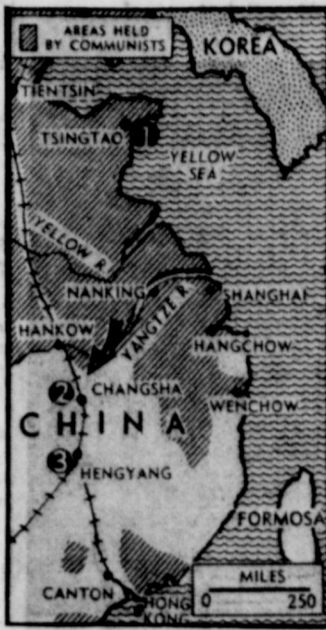 AREAS HELD
BY COMMUNISTS
KOREA
TIENTSIN
TSINGTAO
1
YELLOW
SEA
YELLOW R.
NANKING
SHANGHAI
YANGTZE R.
HANKOW
HANGCHOW
2
CHANGSHA
WENCHOW
CHINA
3
HENGYANG
FORMOSA
CANTON
HONG
KONG
MILES
0 250